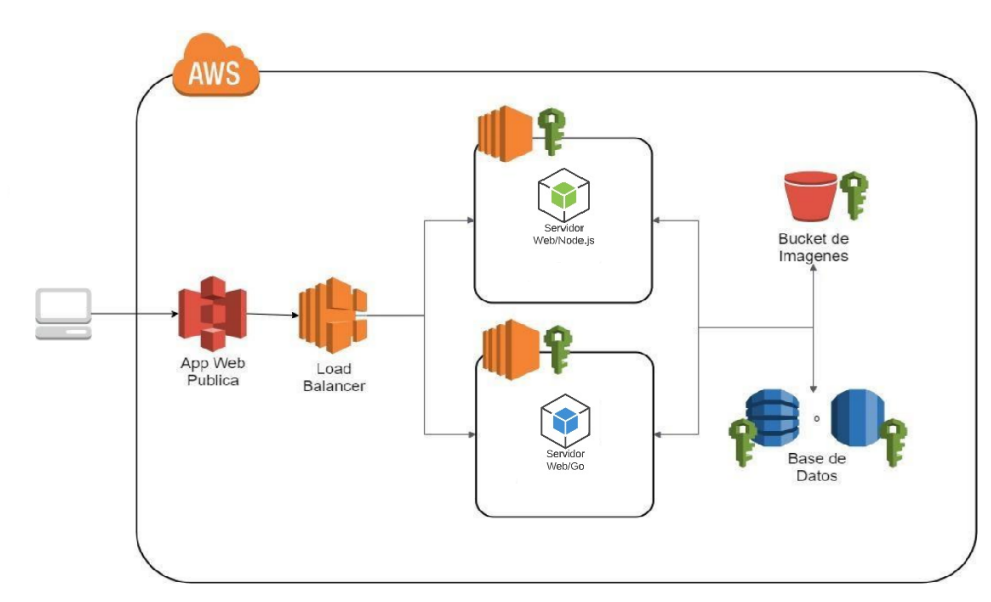 AWS
Servidor
Web/Node.js
Bucket de
Imagenes
App Web
Publica
Load
Balancer
Servidor
Web/Go
o
Base de
Datos